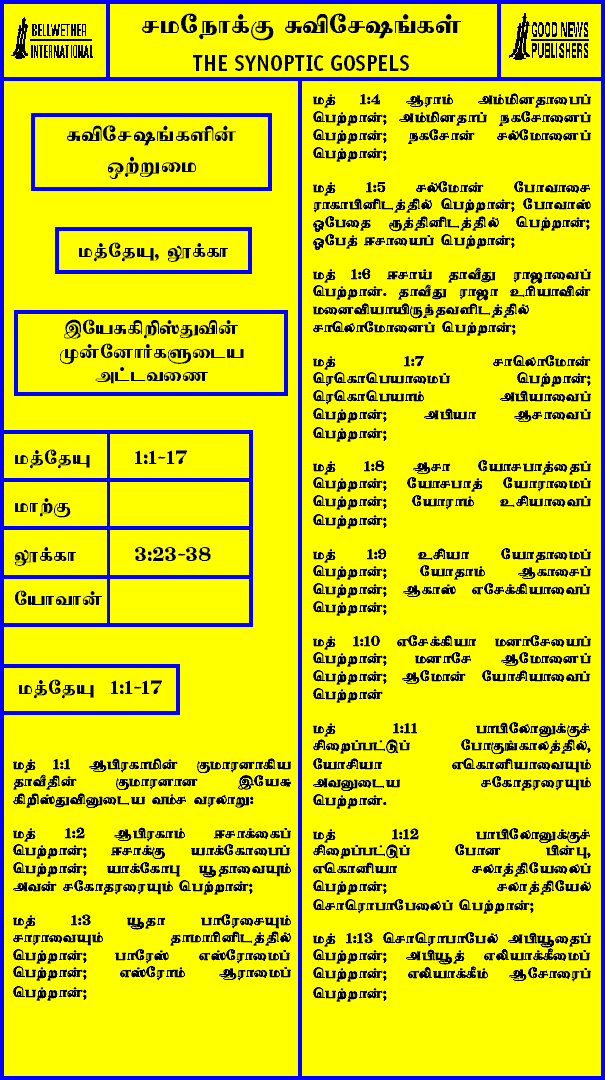 BELLWETHER
INTERNATIONAL
சமநோக்கு சுவிசேஷங்கள்
THE SYNOPTIC GOSPELS
GOOD NEWS
PUBLISHERS
சுவிசேஷங்களின்
ஒற்றுமை
மத்தேயு, லூக்கா
இயேசுகிறிஸ்துவின்
முன்னோர்களுடைய
அட்டவணை
மத்தேயு 1:1-17
மாற்கு
லூக்கா 3:23-38
யோவான்
மத்தேயு 1:1-17
மத் 1:1 ஆபிரகாமின் குமாரனாகிய
தாவீதின் குமாரனான இயேசு
கிறிஸ்துவினுடைய வம்ச வரலாறு:
மத் 1:2 ஆபிரகாம் ஈசாக்கைப்
பெற்றான்; ஈசாக்கு யாக்கோபைப்
பெற்றான்; யாக்கோபு யூதாவையும்
அவன் சகோதரரையும் பெற்றான்;
மத் 1:3 யூதா பாரேசையும்
சாராவையும் தாமாரினிடத்தில்
பெற்றான்; பாரேஸ் எஸ்ரோமைப்
பெற்றான்; எஸ்ரோம் ஆராமைப்
பெற்றான்;
மத் 1:4 ஆராம் அம்மினதாபைப்
பெற்றான்; அம்மினதாப் நகசோனைப்
பெற்றான்; நகசோன் சல்மோனைப்
பெற்றான்;
மத் 1:5 சல்மோன் போவாசை
ராகாபினிடத்தில் பெற்றான்; போவாஸ்
ஓபேதை ரூத்தினிடத்தில் பெற்றான்;
ஓபேத் ஈசாயைப் பெற்றான்;
மத் 1:6 ஈசாய் தாவீது ராஜாவைப்
பெற்றான். தாவீது ராஜா உரியாவின்
மனைவியாயிருந்தவளிடத்தில்
சாலொமோனைப் பெற்றான்;
மத் 1:7 சாலொமோன்
ரெகொபெயாமைப் பெற்றான்;
ரெகொபெயாம் அபியாவைப்
பெற்றான்; அபியா ஆசாவைப்
பெற்றான்;
மத் 1:8 ஆசா யோசபாத்தைப்
பெற்றான்; யோசபாத் யோராமைப்
பெற்றான்; யோராம் உசியாவைப்
பெற்றான்;
மத் 1:9 உசியா யோதாமைப்
பெற்றான்; யோதாம் ஆகாசைப்
பெற்றான்; ஆகாஸ் எசேக்கியாவைப்
பெற்றான்;
மத் 1:10 எசேக்கியா மனாசேயைப்
பெற்றான்; மனாசே ஆமோனைப்
பெற்றான்; ஆமோன் யோசியாவைப்
பெற்றான்
மத் 1:11 பாபிலோனுக்குச்
சிறைப்பட்டுப் போகுங்காலத்தில்,
யோசியா எகொனியாவையும்
அவனுடைய சகோதரரையும்
பெற்றான்.
மத் 1:12 பாபிலோனுக்குச்
சிறைப்பட்டுப் போன பின்பு,
எகொனியா சலாத்தியேலைப்
பெற்றான்; சலாத்தியேல்
சொரொபாபேலைப் பெற்றான்;
மத் 1:13 சொரொபாபேல் அபியூதைப்
பெற்றான்; அபியூத் எலியாக்கீமைப்
பெற்றான்; எலியாக்கீம் ஆசோரைப்
பெற்றான்;